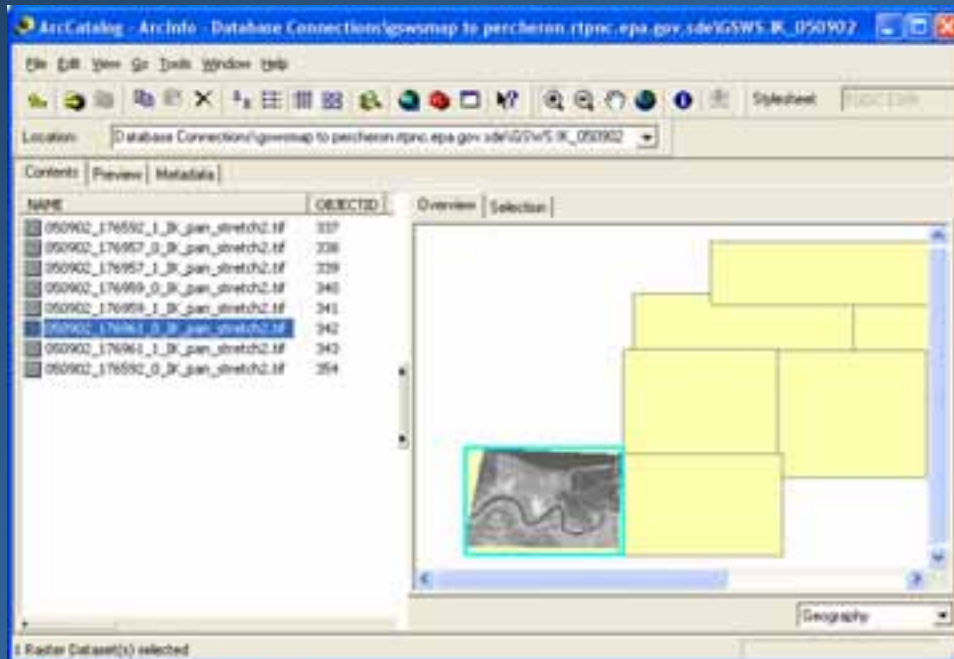 ArcCatalog - ArcInfo - Database Connections\gswsmap to percheron.rtpnc.epa.gov.sde\GSWS.IK_050902
File Edit View Go Tools Window Help
Stylesheet:
Location: Database Connections\gswsmap to percheron.rtpnc.epa.gov.sde\GSWS.IK_050902
Contents Preview Metadata
NAME OBJECTID
050902_176592_1_IK_pan_stretch2.tif 337
050902_176957_0_IK_pan_stretch2.tif 338
050902_176957_1_IK_pan_stretch2.tif 339
050902_176959_0_IK_pan_stretch2.tif 340
050902_176959_1_IK_pan_stretch2.tif 341
050902_176961_0_IK_pan_stretch2.tif 342
050902_176961_1_IK_pan_stretch2.tif 343
050902_176592_0_IK_pan_stretch2.tif 354
Overview Selection
Geography
1 Raster Dataset(s) selected